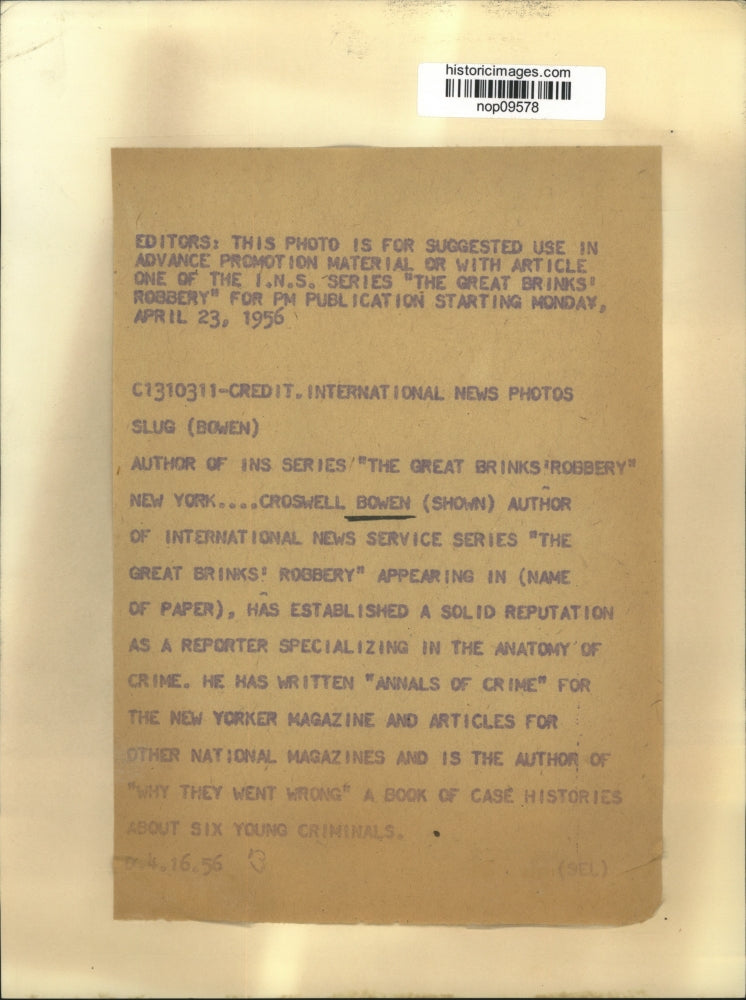 historicimages.com
nop09578
EDITORS: THIS PHOTO IS FOR SUGGESTED USE IN
ADVANCE PROMOTION MATERIAL OR WITH ARTICLE
ONE OF THE I.N.S. SERIES "THE GREAT BRINKS'
ROBBERY" FOR PM PUBLICATION STARTING MONDAY,
APRIL 23, 1956
C1310311-CREDIT. INTERNATIONAL NEWS PHOTOS
SLUG (BOWEN)
AUTHOR OF INS SERIES "THE GREAT BRINKS'ROBBERY"
NEW YORK....CROSWELL BOWEN (SHOWN) AUTHOR
OF INTERNATIONAL NEWS SERVICE SERIES "THE
GREAT BRINKS' ROBBERY" APPEARING IN (NAME
OF PAPER), HAS ESTABLISHED A SOLID REPUTATION
AS A REPORTER SPECIALIZING IN THE ANATOMY OF
CRIME. HE HAS WRITTEN "ANNALS OF CRIME" FOR
THE NEW YORKER MAGAZINE AND ARTICLES FOR
OTHER NATIONAL MAGAZINES AND IS THE AUTHOR OF
"WHY THEY WENT WRONG" A BOOK OF CASE HISTORIES
ABOUT SIX YOUNG CRIMINALS.
4.16.56 (SEL)